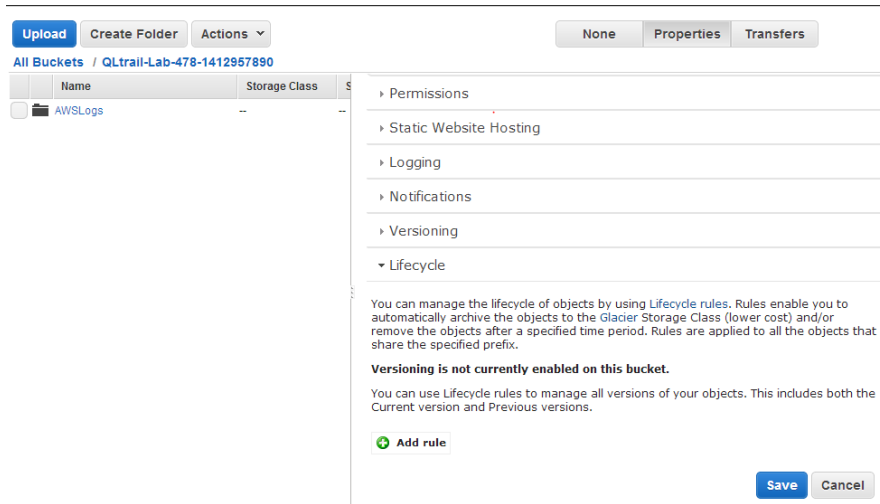 Upload Create Folder Actions
None Properties Transfers
All Buckets / QLtrail-Lab-478-1412957890
Name Storage Class S
AWSLogs -- --
Permissions
Static Website Hosting
Logging
Notifications
Versioning
Lifecycle
You can manage the lifecycle of objects by using Lifecycle rules. Rules enable you to
automatically archive the objects to the Glacier Storage Class (lower cost) and/or
remove the objects after a specified time period. Rules are applied to all the objects that
share the specified prefix.
Versioning is not currently enabled on this bucket.
You can use Lifecycle rules to manage all versions of your objects. This includes both the
Current version and Previous versions.
Add rule
Save Cancel